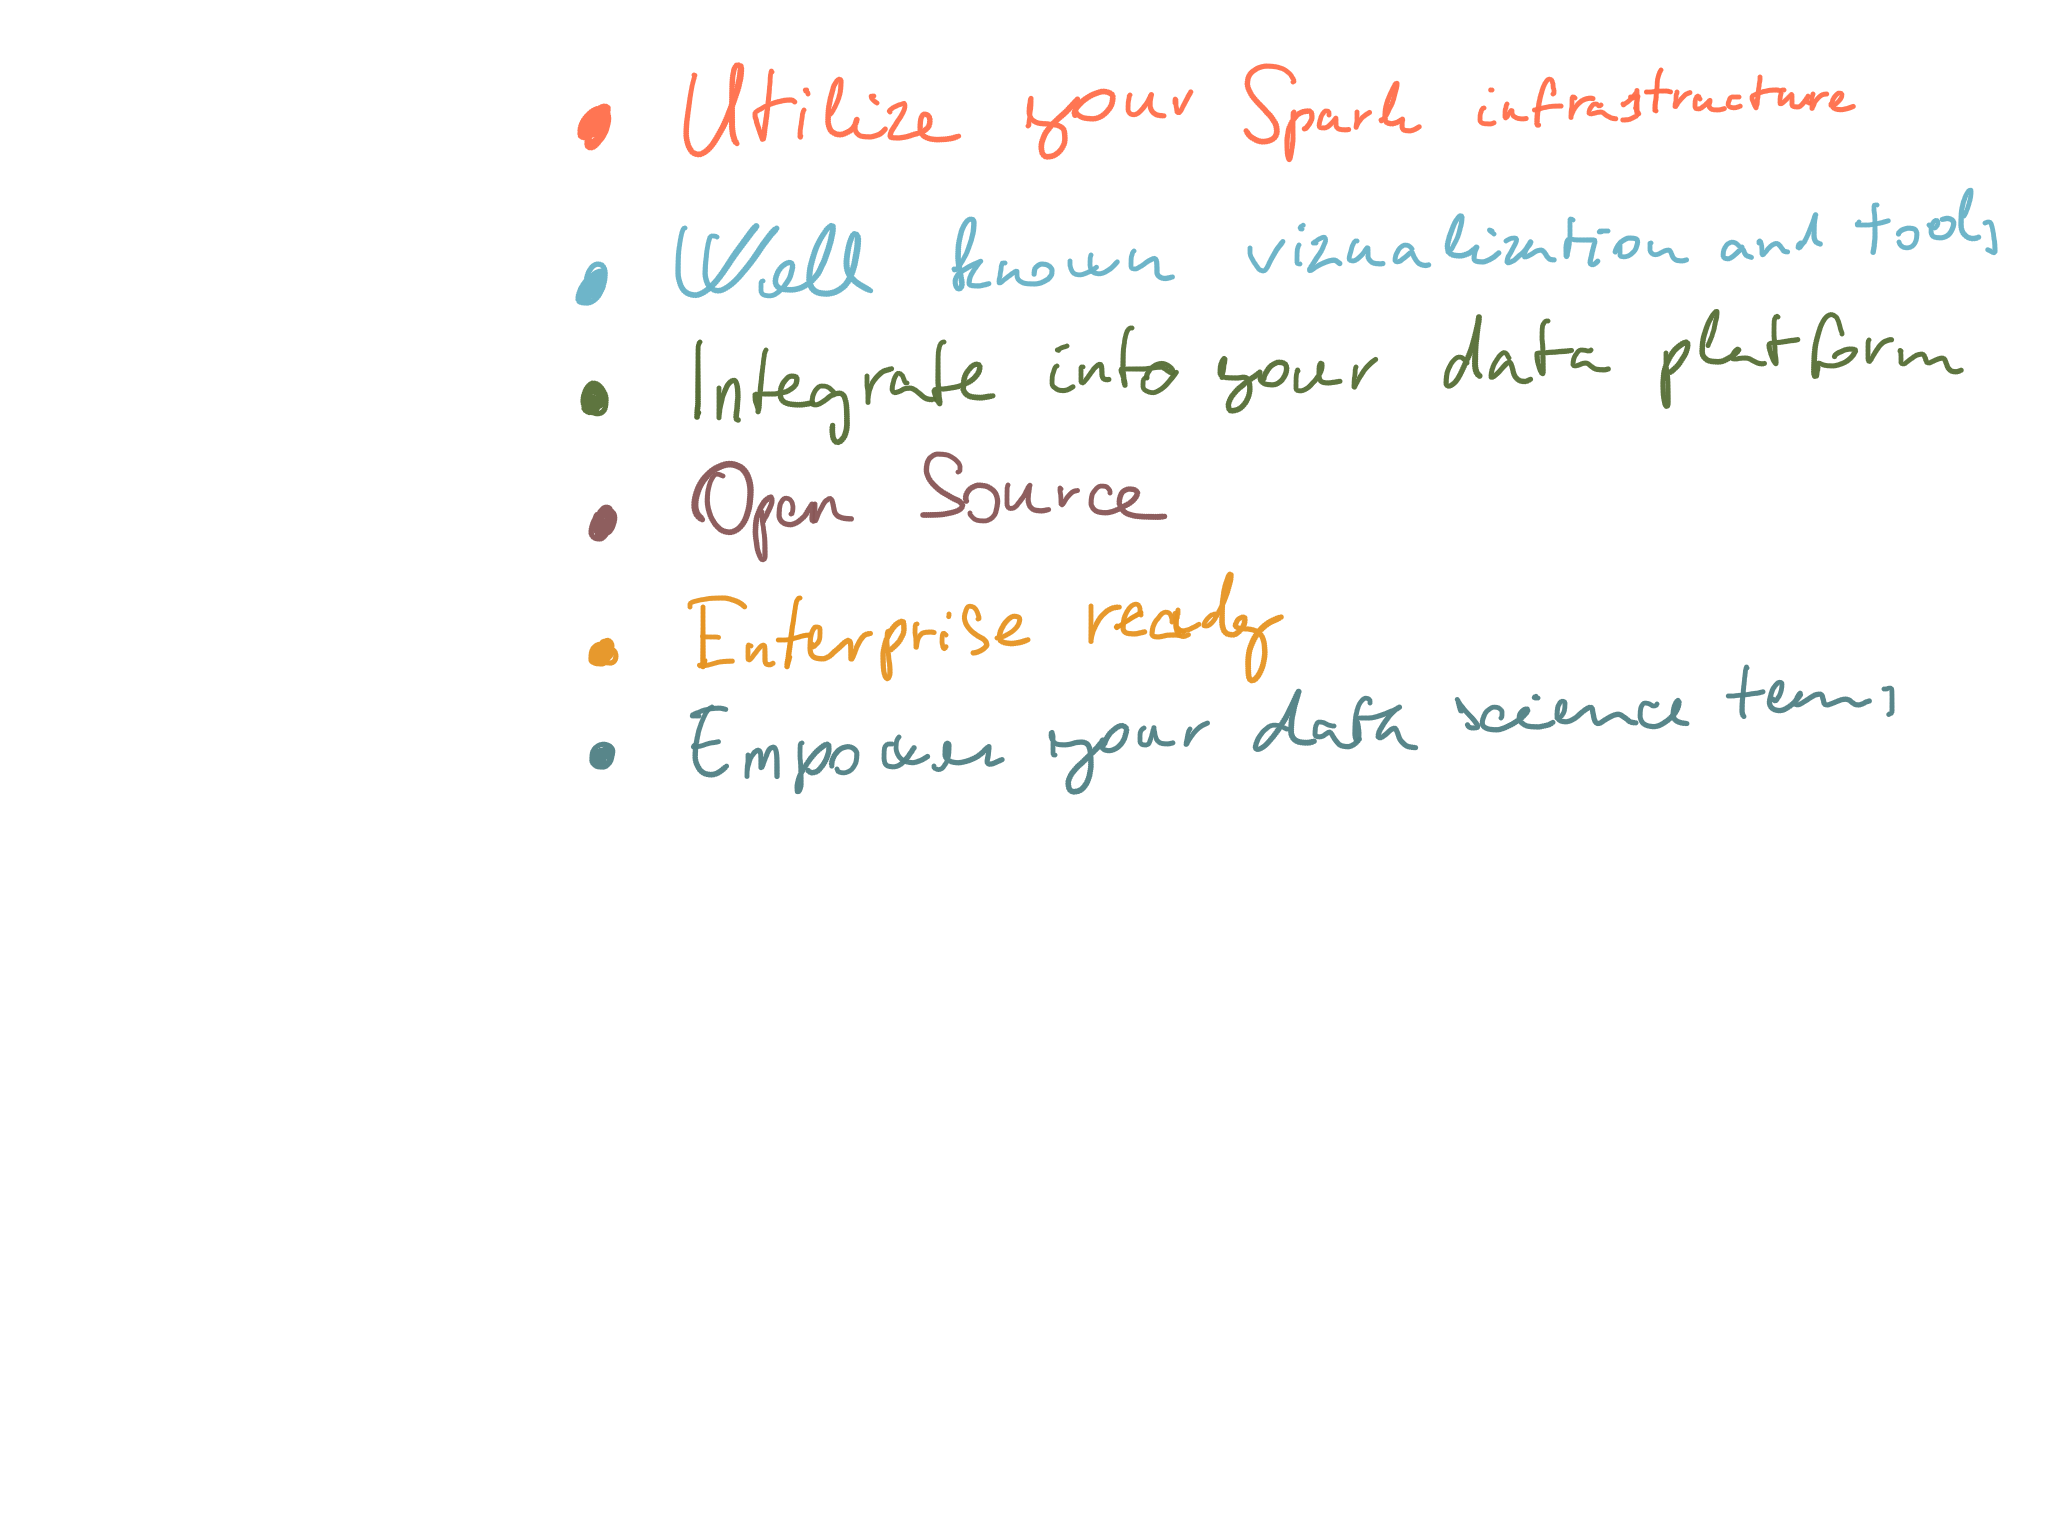 • Utilize your Spark infrastructure
• Well known vizualization and tools
• Integrate into your data platform
• Open Source
• Enterprise ready
• Empower your data science tems